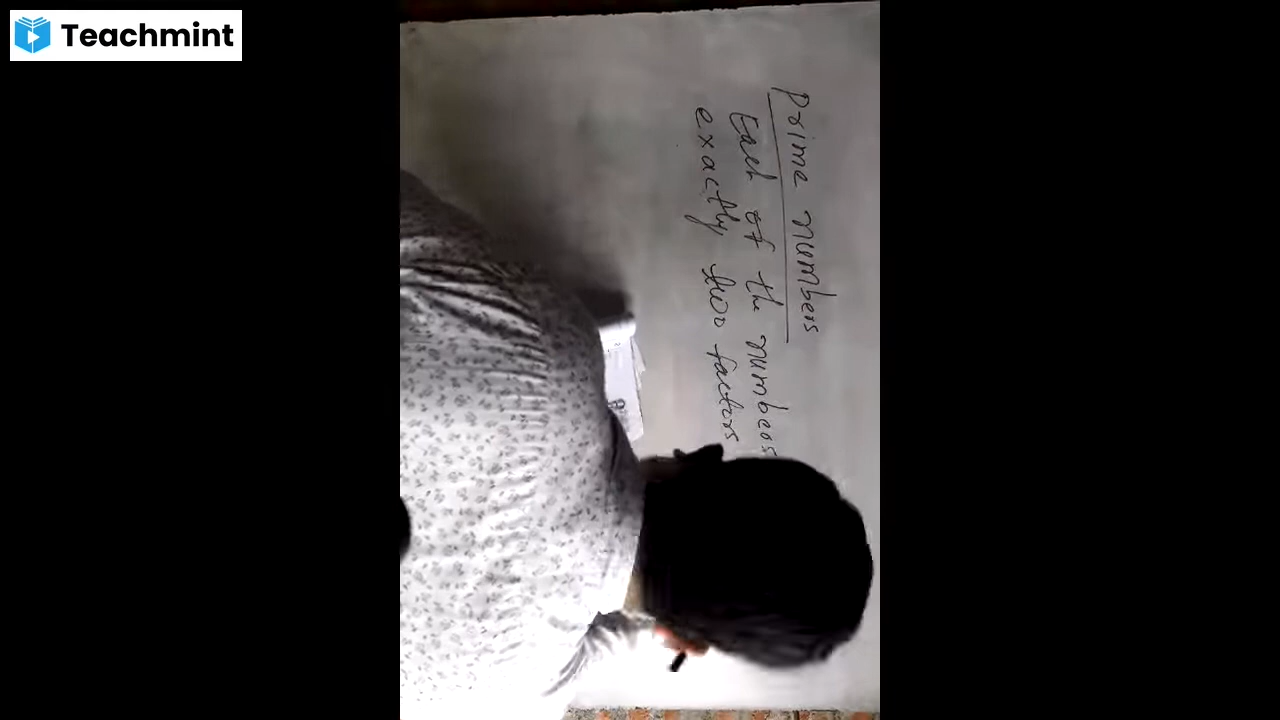 Teachmint
Prime numbers
Each of the numbers
exactly two factors